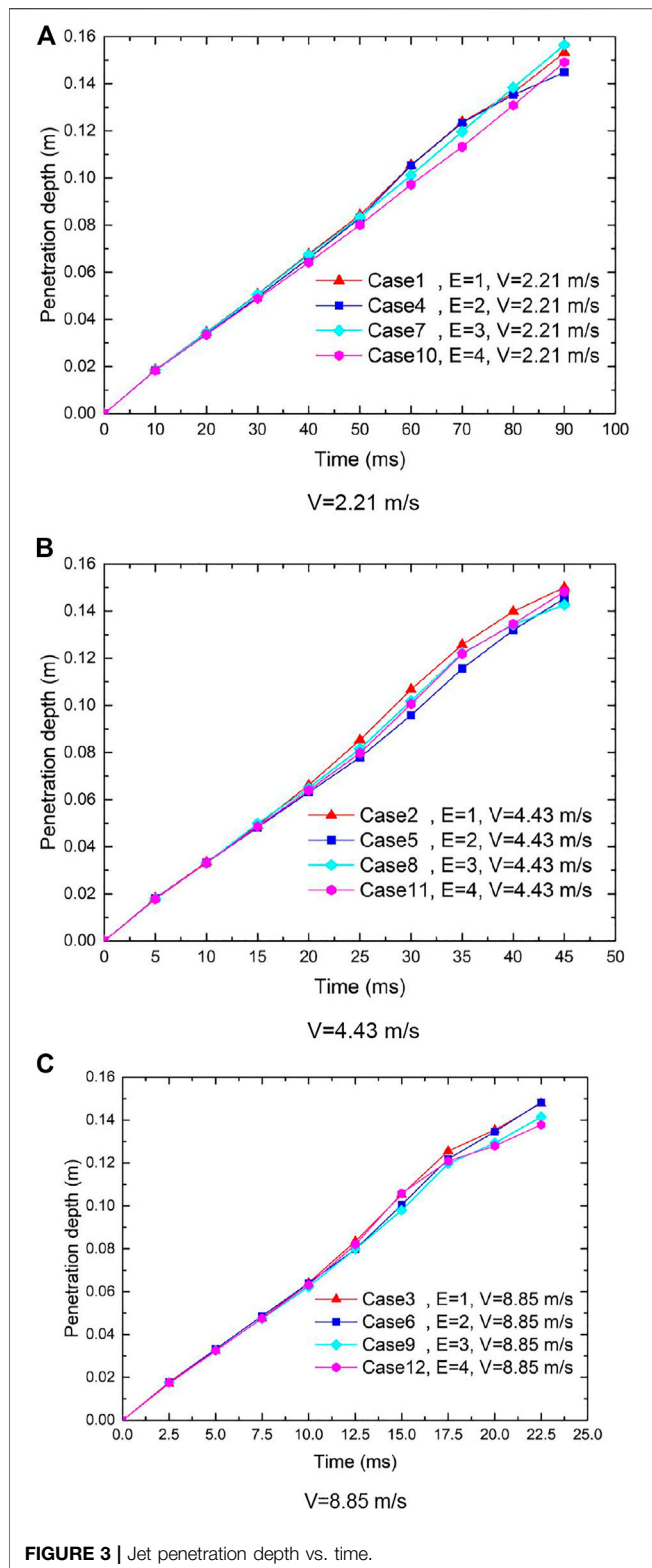 A
Penetration depth (m)
0.16
0.14
0.12
0.10
0.08
0.06
0.04
0.02
0.00
Case1 , E=1, V=2.21 m/s
Case4 , E=2, V=2.21 m/s
Case7 , E=3, V=2.21 m/s
Case10, E=4, V=2.21 m/s
0 10 20 30 40 50 60 70 80 90 100
Time (ms)
V=2.21 m/s
B
Penetration depth (m)
0.16
0.14
0.12
0.10
0.08
0.06
0.04
0.02
0.00
Case2 , E=1, V=4.43 m/s
Case5 , E=2, V=4.43 m/s
Case8 , E=3, V=4.43 m/s
Case11, E=4, V=4.43 m/s
0 5 10 15 20 25 30 35 40 45 50
Time (ms)
V=4.43 m/s
C
Penetration depth (m)
0.16
0.14
0.12
0.10
0.08
0.06
0.04
0.02
0.00
Case3 , E=1, V=8.85 m/s
Case6 , E=2, V=8.85 m/s
Case9 , E=3, V=8.85 m/s
Case12, E=4, V=8.85 m/s
0.0 2.5 5.0 7.5 10.0 12.5 15.0 17.5 20.0 22.5 25.0
Time (ms)
V=8.85 m/s
FIGURE 3 | Jet penetration depth vs. time.